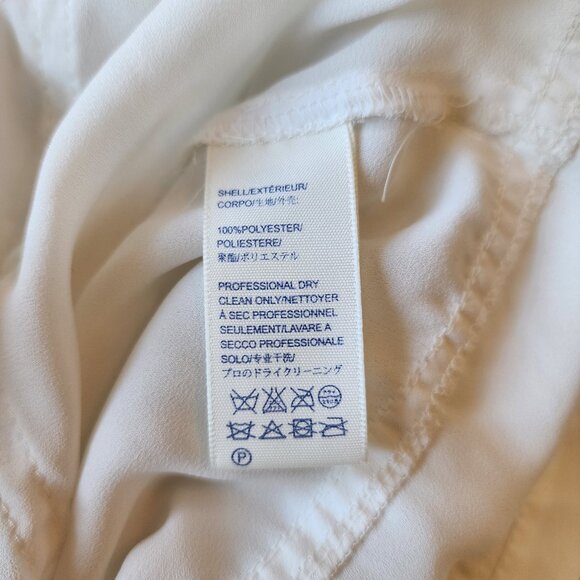 SHELL/EXTÉRIEUR/
CORPO/生地/外壳:
100%POLYESTER/
POLIESTERE/
聚酯/ポリエステル
PROFESSIONAL DRY
CLEAN ONLY/NETTOYER
À SEC PROFESSIONNEL
SEULEMENT/LAVARE A
SECCO PROFESSIONALE
SOLO/专业干洗/
プロのドライクリーニング
P